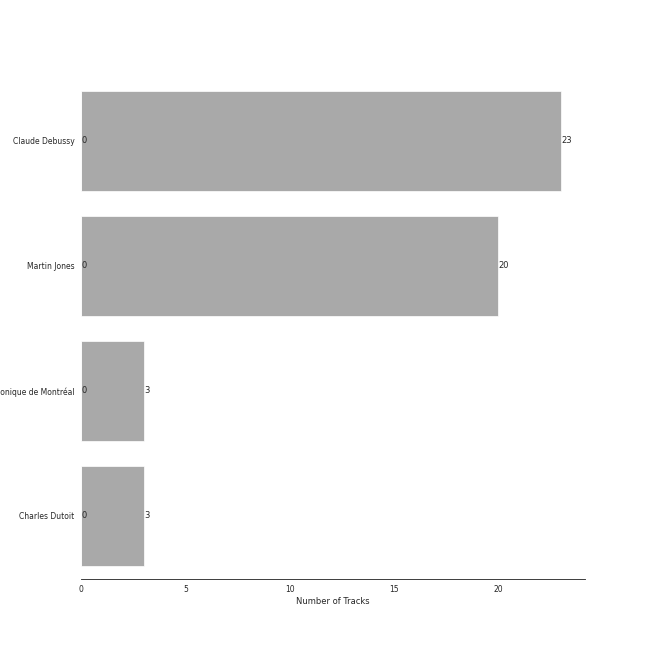 Claude Debussy 0 23
Martin Jones 0 20
onique de Montréal 0 3
Charles Dutoit 0 3
0 5 10 15 20
Number of Tracks